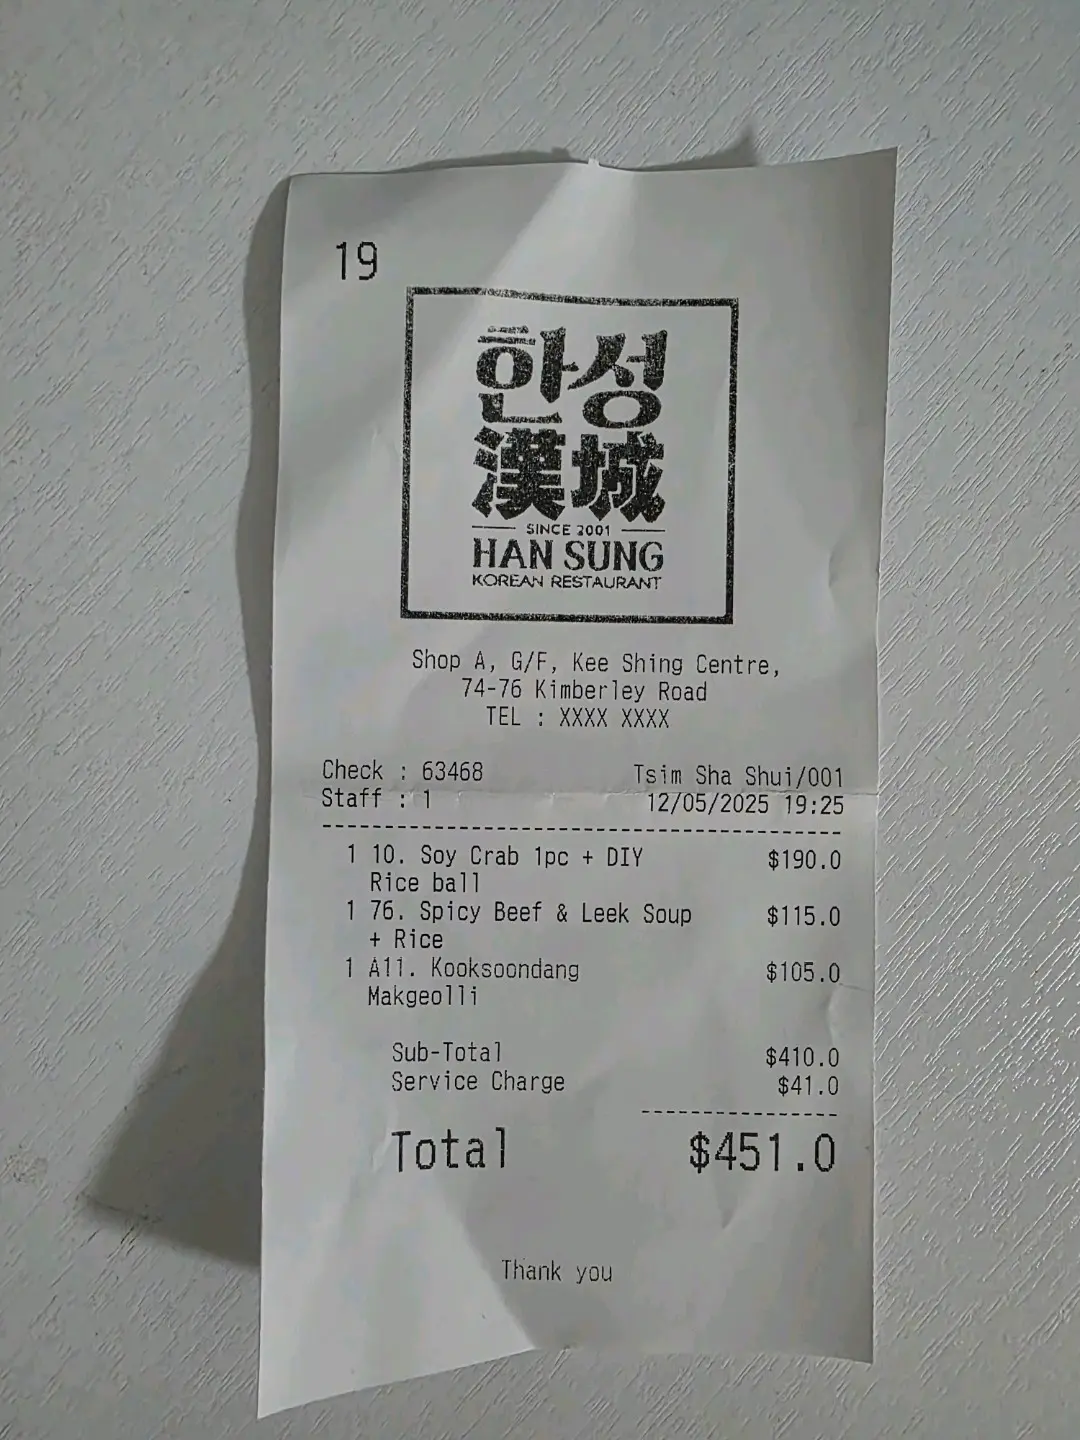 19
한성
漢城
SINCE 2001
HAN SUNG
KOREAN RESTAURANT
Shop A, G/F, Kee Shing Centre,
74-76 Kimberley Road
TEL : XXXX XXXX
Check : 63468 Tsim Sha Shui/001
Staff : 1 12/05/2025 19:25
1 10. Soy Crab 1pc + DIY $190.0
Rice ball
1 76. Spicy Beef & Leek Soup $115.0
+ Rice
1 A11. Kooksoondang $105.0
Makgeolli
Sub-Total $410.0
Service Charge $41.0
Total $451.0
Thank you